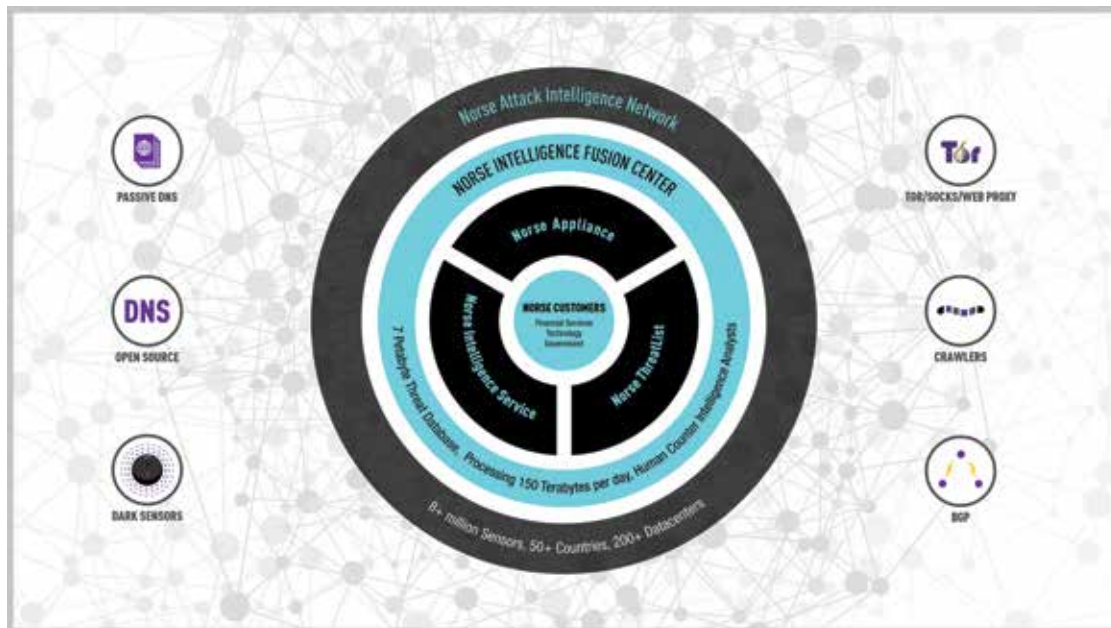 Norse Attack Intelligence Network
NORSE INTELLIGENCE FUSION CENTER
Norse Appliance
NORSE CUSTOMERS
Financial Services
Technology
Government
Norse Intelligence Service
Norse ThreatList
7 Petabyte Threat Database, Processing 150 Terabytes per day, Human Counter Intelligence Analysts
8+ million Sensors, 50+ Countries, 200+ Datacenters
PASSIVE DNS
DNS
OPEN SOURCE
DARK SENSORS
Tor
TOR/SOCKS/WEB PROXY
CRAWLERS
BGP